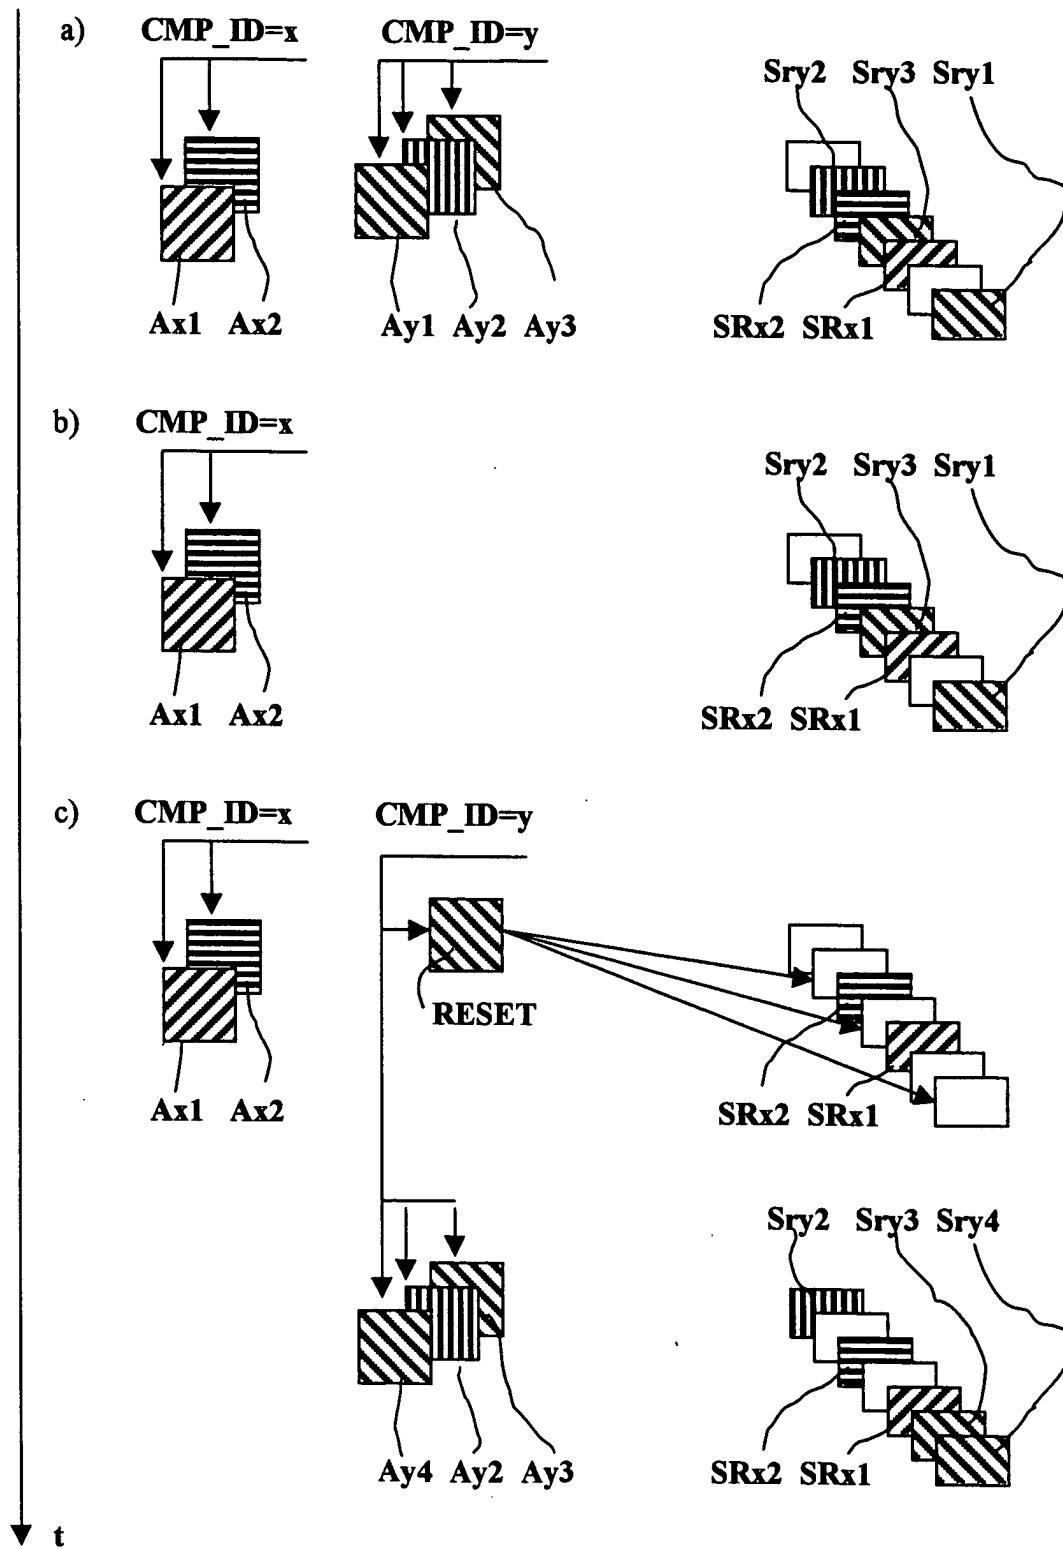 a) CMP_ID=x CMP_ID=y
Sry2 Sry3 Sry1
Ax1 Ax2 Ay1 Ay2 Ay3 SRx2 SRx1
b) CMP_ID=x
Sry2 Sry3 Sry1
Ax1 Ax2 SRx2 SRx1
c) CMP_ID=x CMP_ID=y
RESET
Ax1 Ax2 SRx2 SRx1
Sry2 Sry3 Sry4
Ay4 Ay2 Ay3 SRx2 SRx1
t